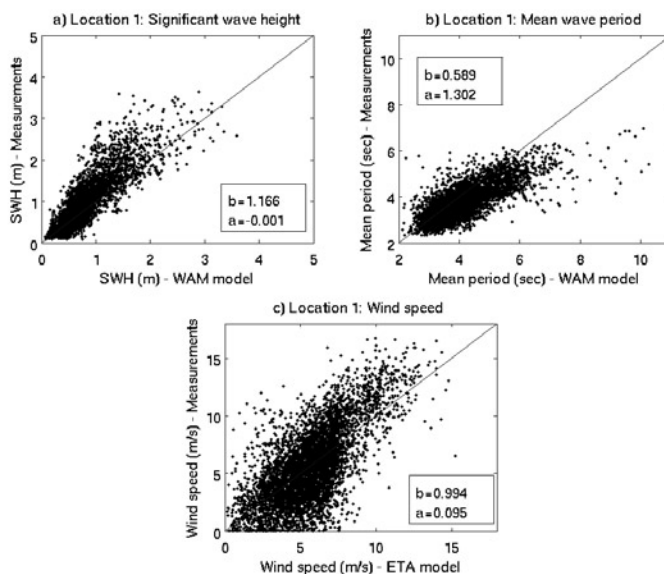 a) Location 1: Significant wave height
5
4
3
2
1
0
SWH (m) - Measurements
b=1.166
a=-0.001
0 1 2 3 4 5
SWH (m) - WAM model
b) Location 1: Mean wave period
10
8
6
4
2
Mean period (sec) - Measurements
b=0.589
a=1.302
2 4 6 8 10
Mean period (sec) - WAM model
c) Location 1: Wind speed
15
10
5
0
Wind speed (m/s) - Measurements
b=0.994
a=0.095
0 5 10 15
Wind speed (m/s) - ETA model